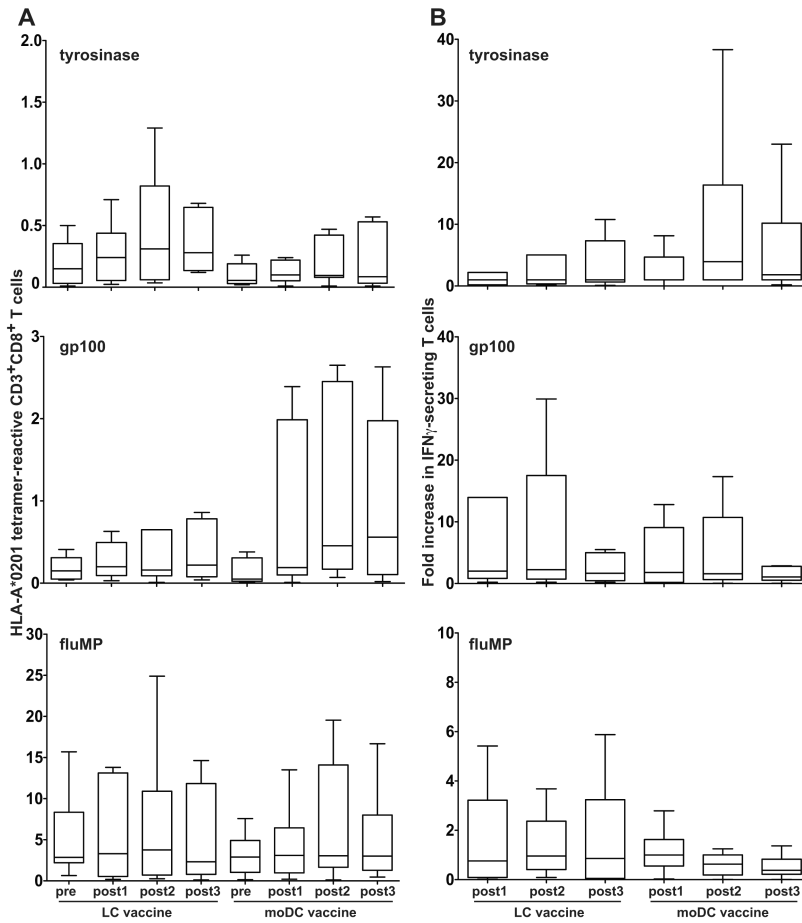 A
B
HLA-A*0201 tetramer-reactive CD3+CD8+ T cells
tyrosinase
2.0
1.5
1.0
0.5
0
gp100
3
2
1
0
fluMP
30
25
20
15
10
5
0
pre post1 post2 post3 pre post1 post2 post3
LC vaccine moDC vaccine
Fold increase in IFNγ-secreting T cells
tyrosinase
40
30
20
10
0
gp100
40
30
20
10
0
fluMP
10
8
6
4
2
0
post1 post2 post3 post1 post2 post3
LC vaccine moDC vaccine